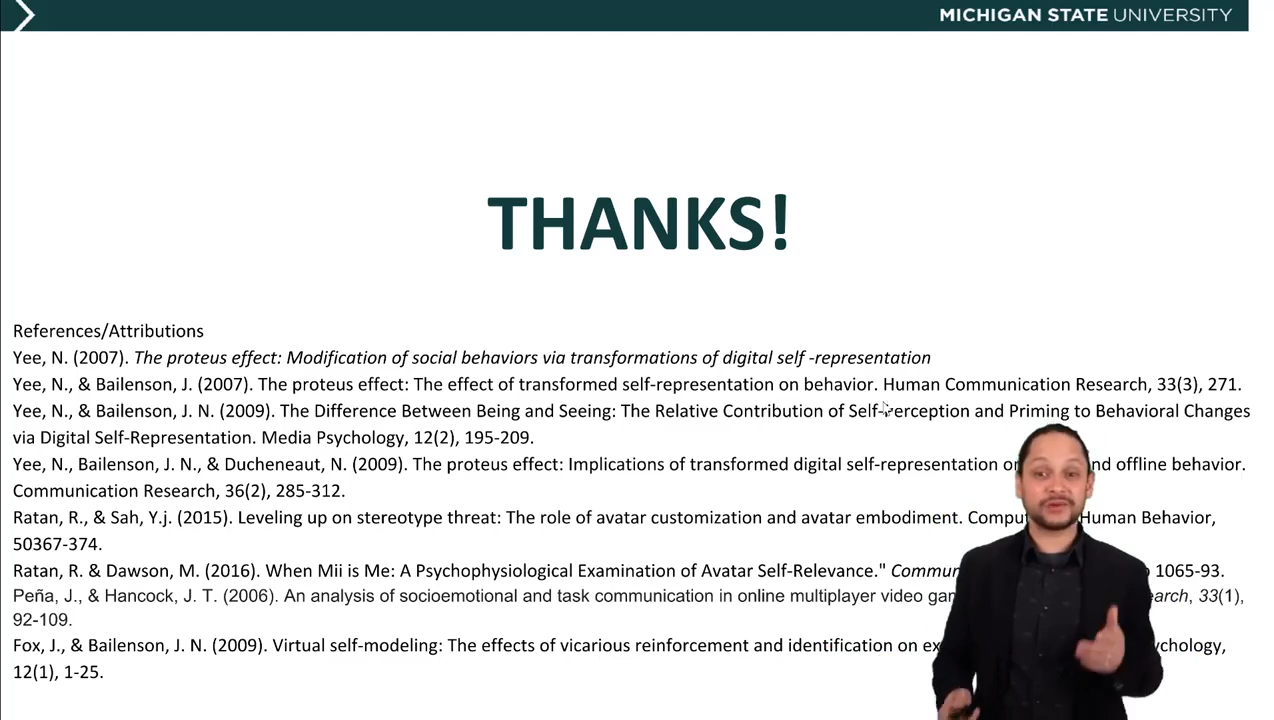 MICHIGAN STATE UNIVERSITY
THANKS!
References/Attributions
Yee, N. (2007). The proteus effect: Modification of social behaviors via transformations of digital self -representation
Yee, N., & Bailenson, J. (2007). The proteus effect: The effect of transformed self-representation on behavior. Human Communication Research, 33(3), 271.
Yee, N., & Bailenson, J. N. (2009). The Difference Between Being and Seeing: The Relative Contribution of Self-Perception and Priming to Behavioral Changes
via Digital Self-Representation. Media Psychology, 12(2), 195-209.
Yee, N., Bailenson, J. N., & Ducheneaut, N. (2009). The proteus effect: Implications of transformed digital self-representation on and offline behavior.
Communication Research, 36(2), 285-312.
Ratan, R., & Sah, Y.j. (2015). Leveling up on stereotype threat: The role of avatar customization and avatar embodiment. Human Behavior,
50367-374.
Ratan, R. & Dawson, M. (2016). When Mii is Me: A Psychophysiological Examination of Avatar Self-Relevance." 1065-93.
Peña, J., & Hancock, J. T. (2006). An analysis of socioemotional and task communication in online multiplayer video 33(1),
92-109.
Fox, J., & Bailenson, J. N. (2009). Virtual self-modeling: The effects of vicarious reinforcement and identification on
12(1), 1-25.